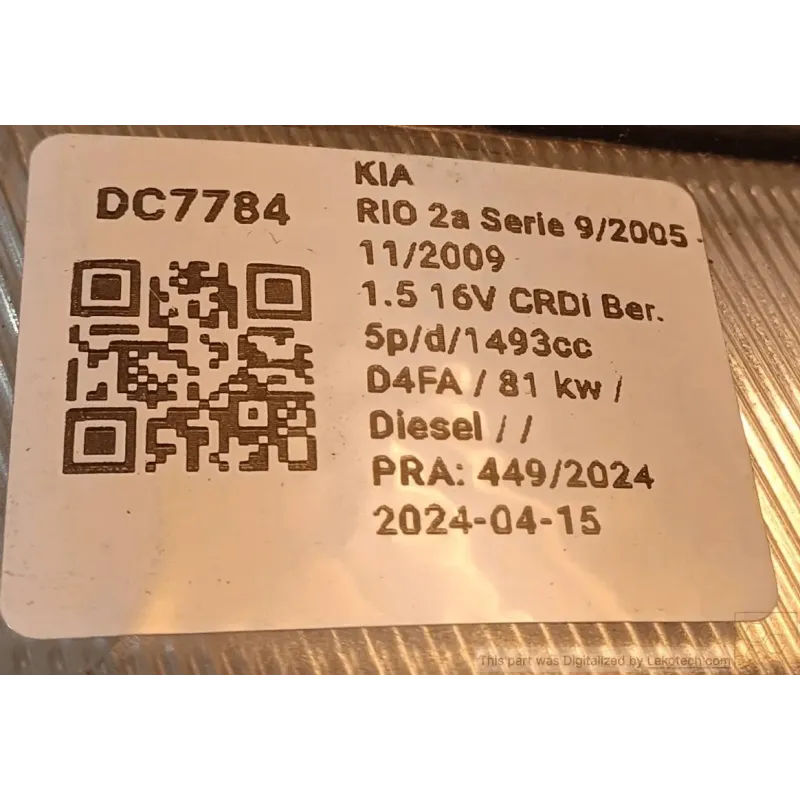 DC7784
KIA
RIO 2a Serie 9/2005 -
11/2009
1.5 16V CRDi Ber.
5p/d/1493cc
D4FA / 81 kw /
Diesel / /
PRA: 449/2024
2024-04-15
This part was Digitalized by Lekotech.com